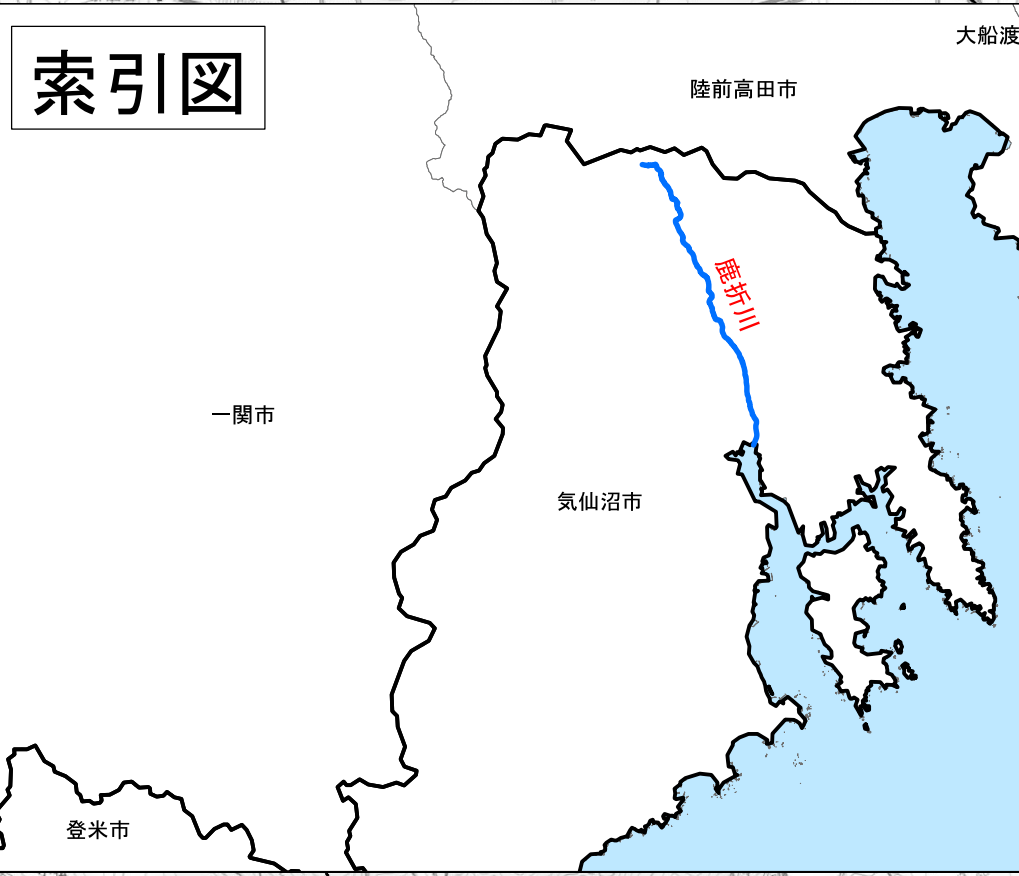 索引図
大船渡
陸前高田市
鹿折川
一関市
気仙沼市
登米市